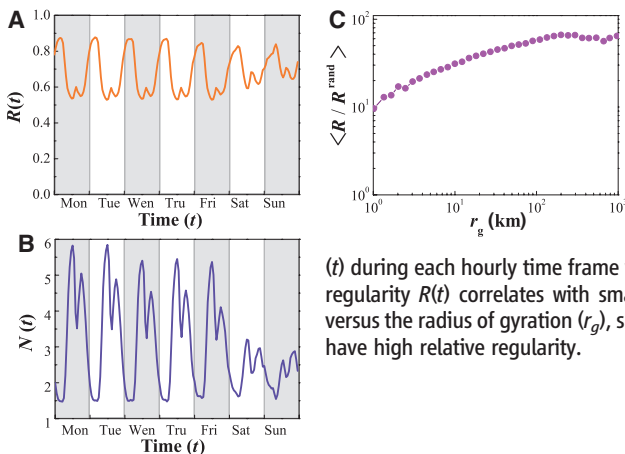 A
1.0
0.8
0.6
0.4
0.2
0.0
R(t)
Mon Tue Wen Tru Fri Sat Sun
Time (t)
B
6
5
4
3
2
1
N (t)
Mon Tue Wen Tru Fri Sat Sun
Time (t)
C
10²
10¹
10⁰
<R / R^rand>
10⁰ 10¹ 10² 10³
r_g (km)
(t) during each hourly time frame
regularity R(t) correlates with sma
versus the radius of gyration (r_g), s
have high relative regularity.